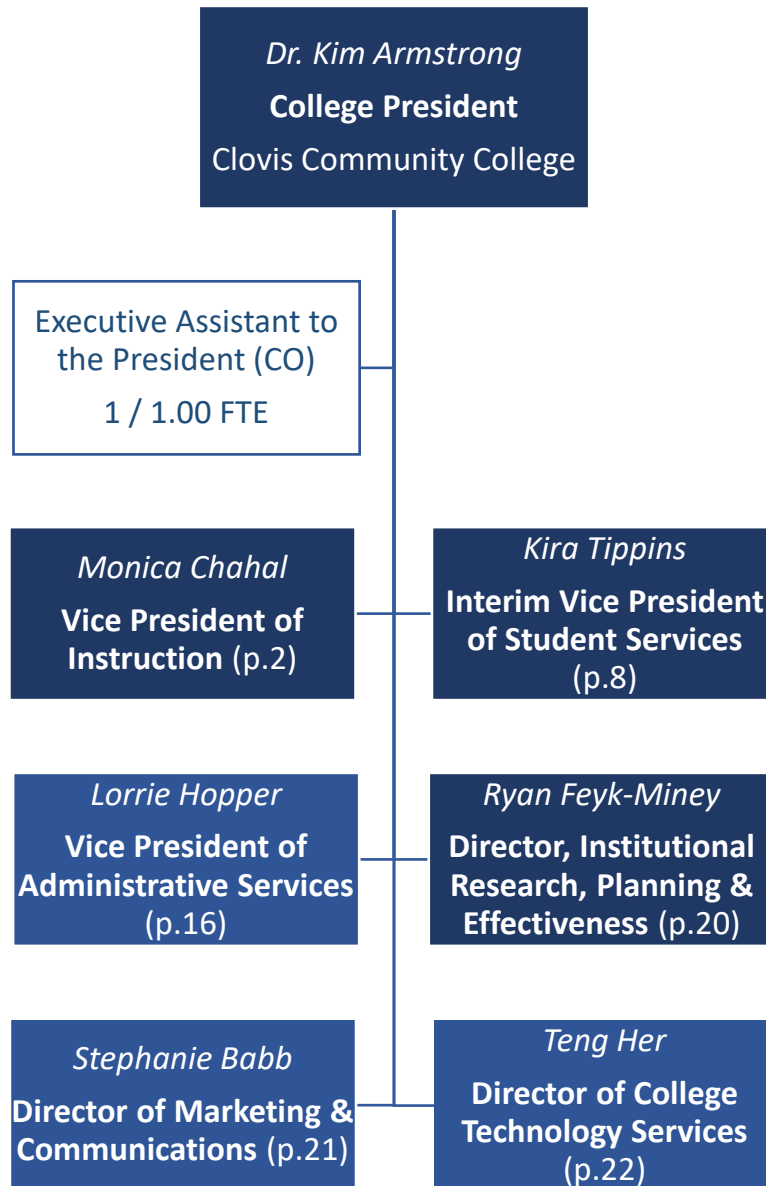 Dr. Kim Armstrong
College President
Clovis Community College
Executive Assistant to
the President (CO)
1 / 1.00 FTE
Monica Chahal
Vice President of
Instruction (p.2)
Kira Tippins
Interim Vice President
of Student Services
(p.8)
Lorrie Hopper
Vice President of
Administrative Services
(p.16)
Ryan Feyk-Miney
Director, Institutional
Research, Planning &
Effectiveness (p.20)
Stephanie Babb
Director of Marketing &
Communications (p.21)
Teng Her
Director of College
Technology Services
(p.22)